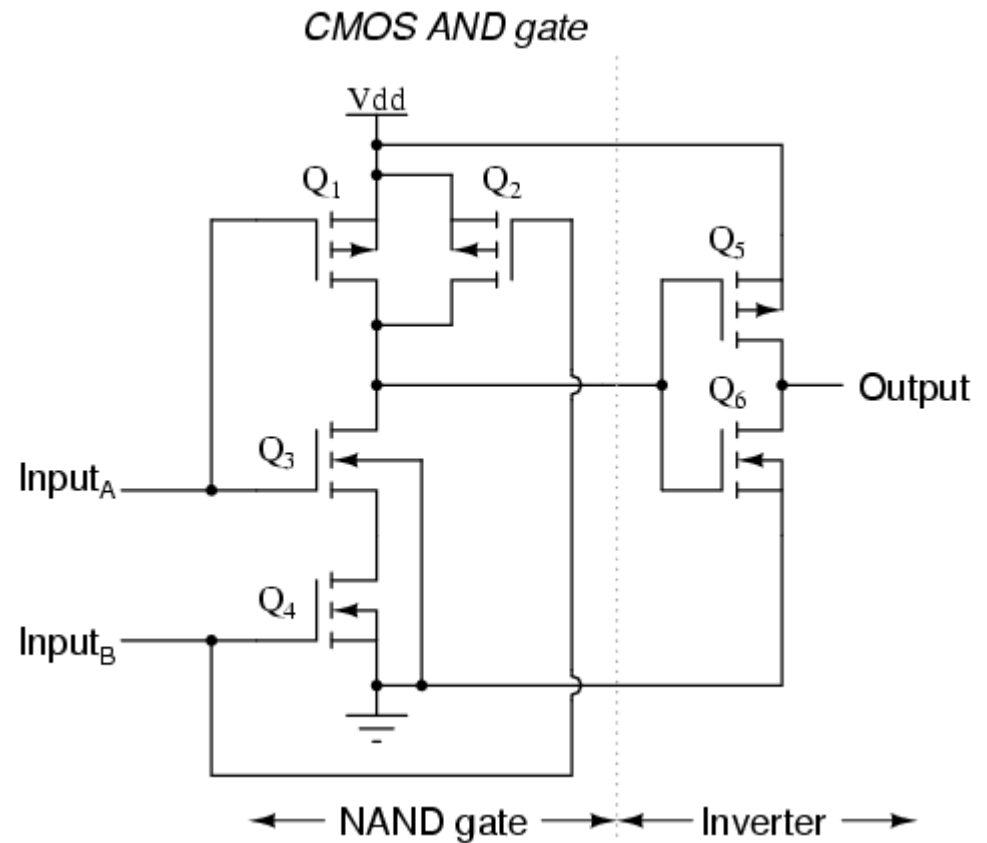 CMOS AND gate
Vdd
Q1 Q2
Q5
Q6 Output
Q3
InputA
Q4
InputB
NAND gate Inverter